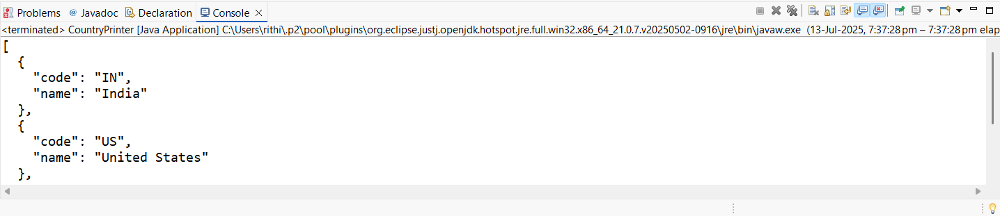 Problems @ Javadoc Declaration Console
<terminated> CountryPrinter [Java Application] C:\Users\rithi\.p2\pool\plugins\org.eclipse.justj.openjdk.hotspot.jre.full.win32.x86_64_21.0.7.v20250502-0916\jre\bin\javaw.exe (13-Jul-2025, 7:37:28 pm – 7:37:28 pm elap
[
  {
    "code": "IN",
    "name": "India"
  },
  {
    "code": "US",
    "name": "United States"
  },